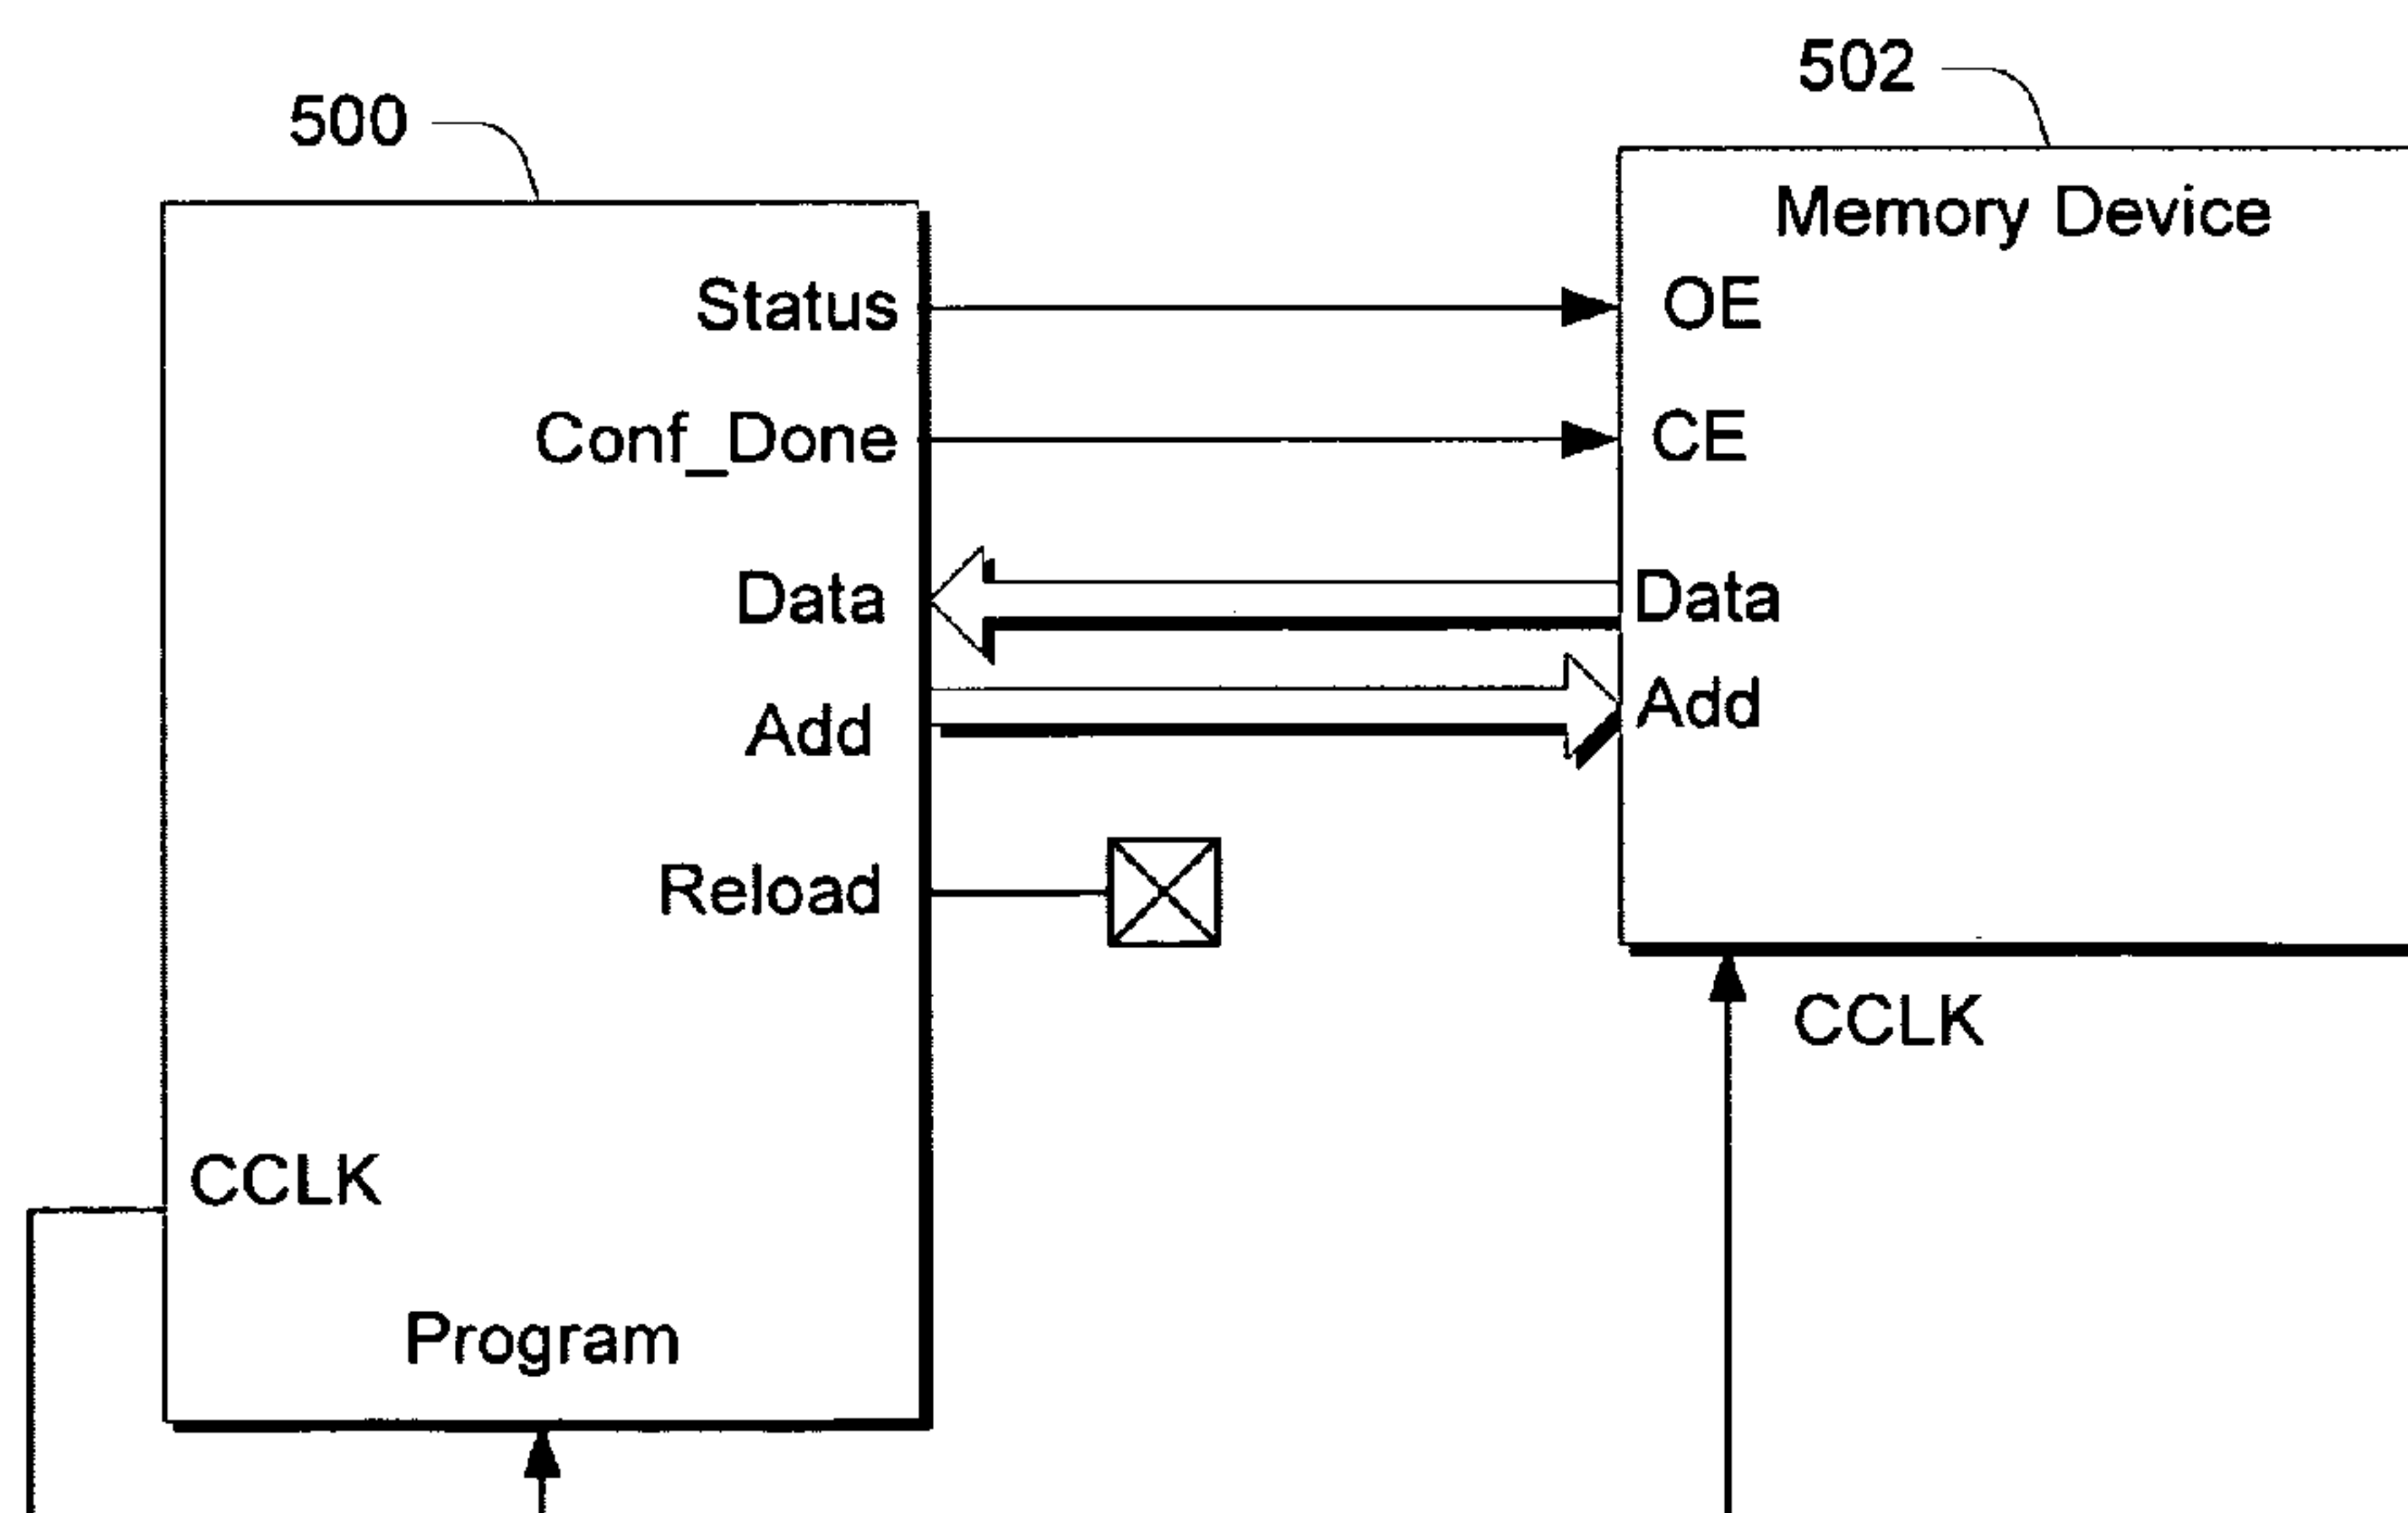 502
500
Memory Device
Status
OE
Conf_Done
CE
Data
Data
Add
Add
Reload
CCLK
CCLK
Program